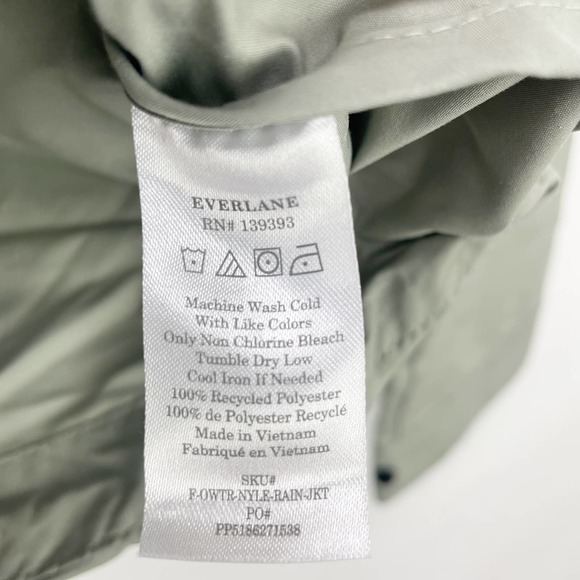 EVERLANE
RN# 139393
Machine Wash Cold
With Like Colors
Only Non Chlorine Bleach
Tumble Dry Low
Cool Iron If Needed
100% Recycled Polyester
100% de Polyester Recyclé
Made in Vietnam
Fabriqué en Vietnam
SKU#
F-OWTR-NYLE-RAIN-JKT
PO#
PP5186271538